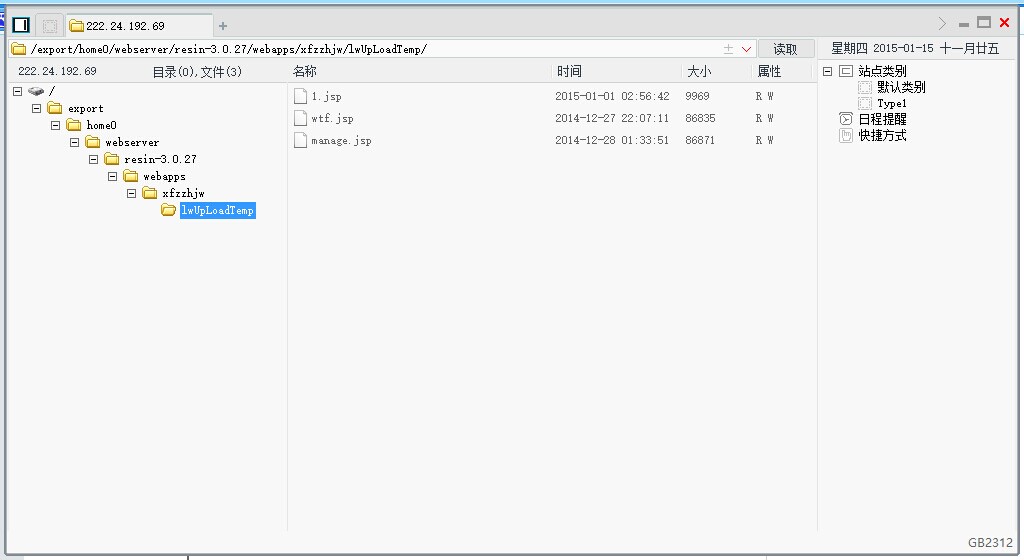 222.24.192.69
/export/home0/webserver/resin-3.0.27/webapps/xfzzhjw/lwUpLoadTemp/
读取
星期四 2015-01-15 十一月廿五
222.24.192.69 目录(0),文件(3)
名称 时间 大小 属性
/
export
home0
webserver
resin-3.0.27
webapps
xfzzhjw
lwUpLoadTemp
1.jsp 2015-01-01 02:56:42 9969 R W
wtf.jsp 2014-12-27 22:07:11 86835 R W
manage.jsp 2014-12-28 01:33:51 86871 R W
站点类别
默认类别
Type1
日程提醒
快捷方式
GB2312